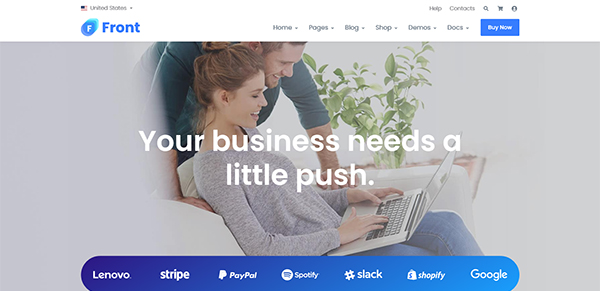 United States
Help Contacts
Front
Home Pages Blog Shop Demos Docs Buy Now
Your business needs a
little push.
Lenovo. stripe PayPal Spotify slack shopify Google